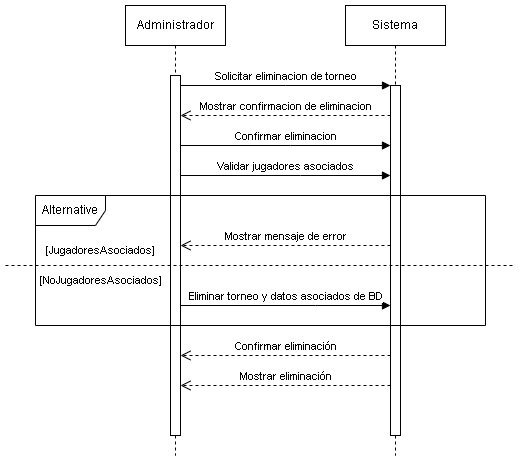 Administrador
Sistema
Solicitar eliminacion de torneo
Mostrar confirmacion de eliminacion
Confirmar eliminacion
Validar jugadores asociados
Alternative
Mostrar mensaje de error
[JugadoresAsociados]
[NoJugadoresAsociados]
Eliminar torneo y datos asociados de BD
Confirmar eliminación
Mostrar eliminación